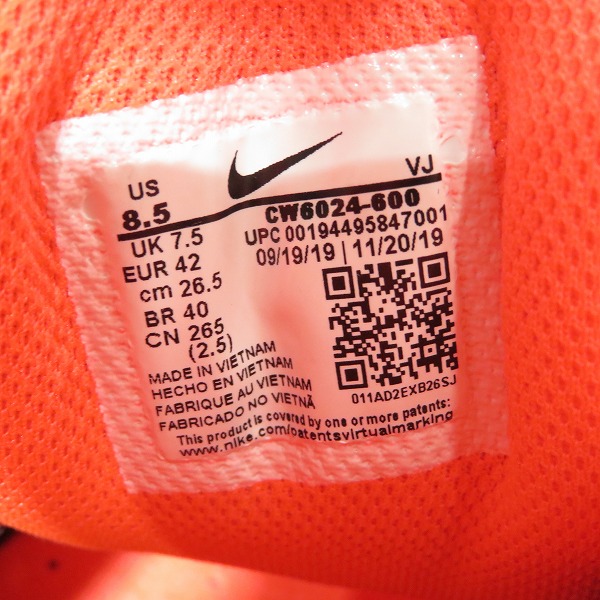 US
8.5
UK 7.5
EUR 42
cm 26.5
BR 40
CN 265
(2.5)
VJ
CW6024-600
UPC 00194495847001
09/19/19 | 11/20/19
011AD2EXB26SJ
MADE IN VIETNAM
HECHO EN VIETNAM
FABRIQUE AU VIETNAM
FABRICADO NO VIETNÃ
This product is covered by one or more patents:
www.nike.com/patentsvirtualmarking